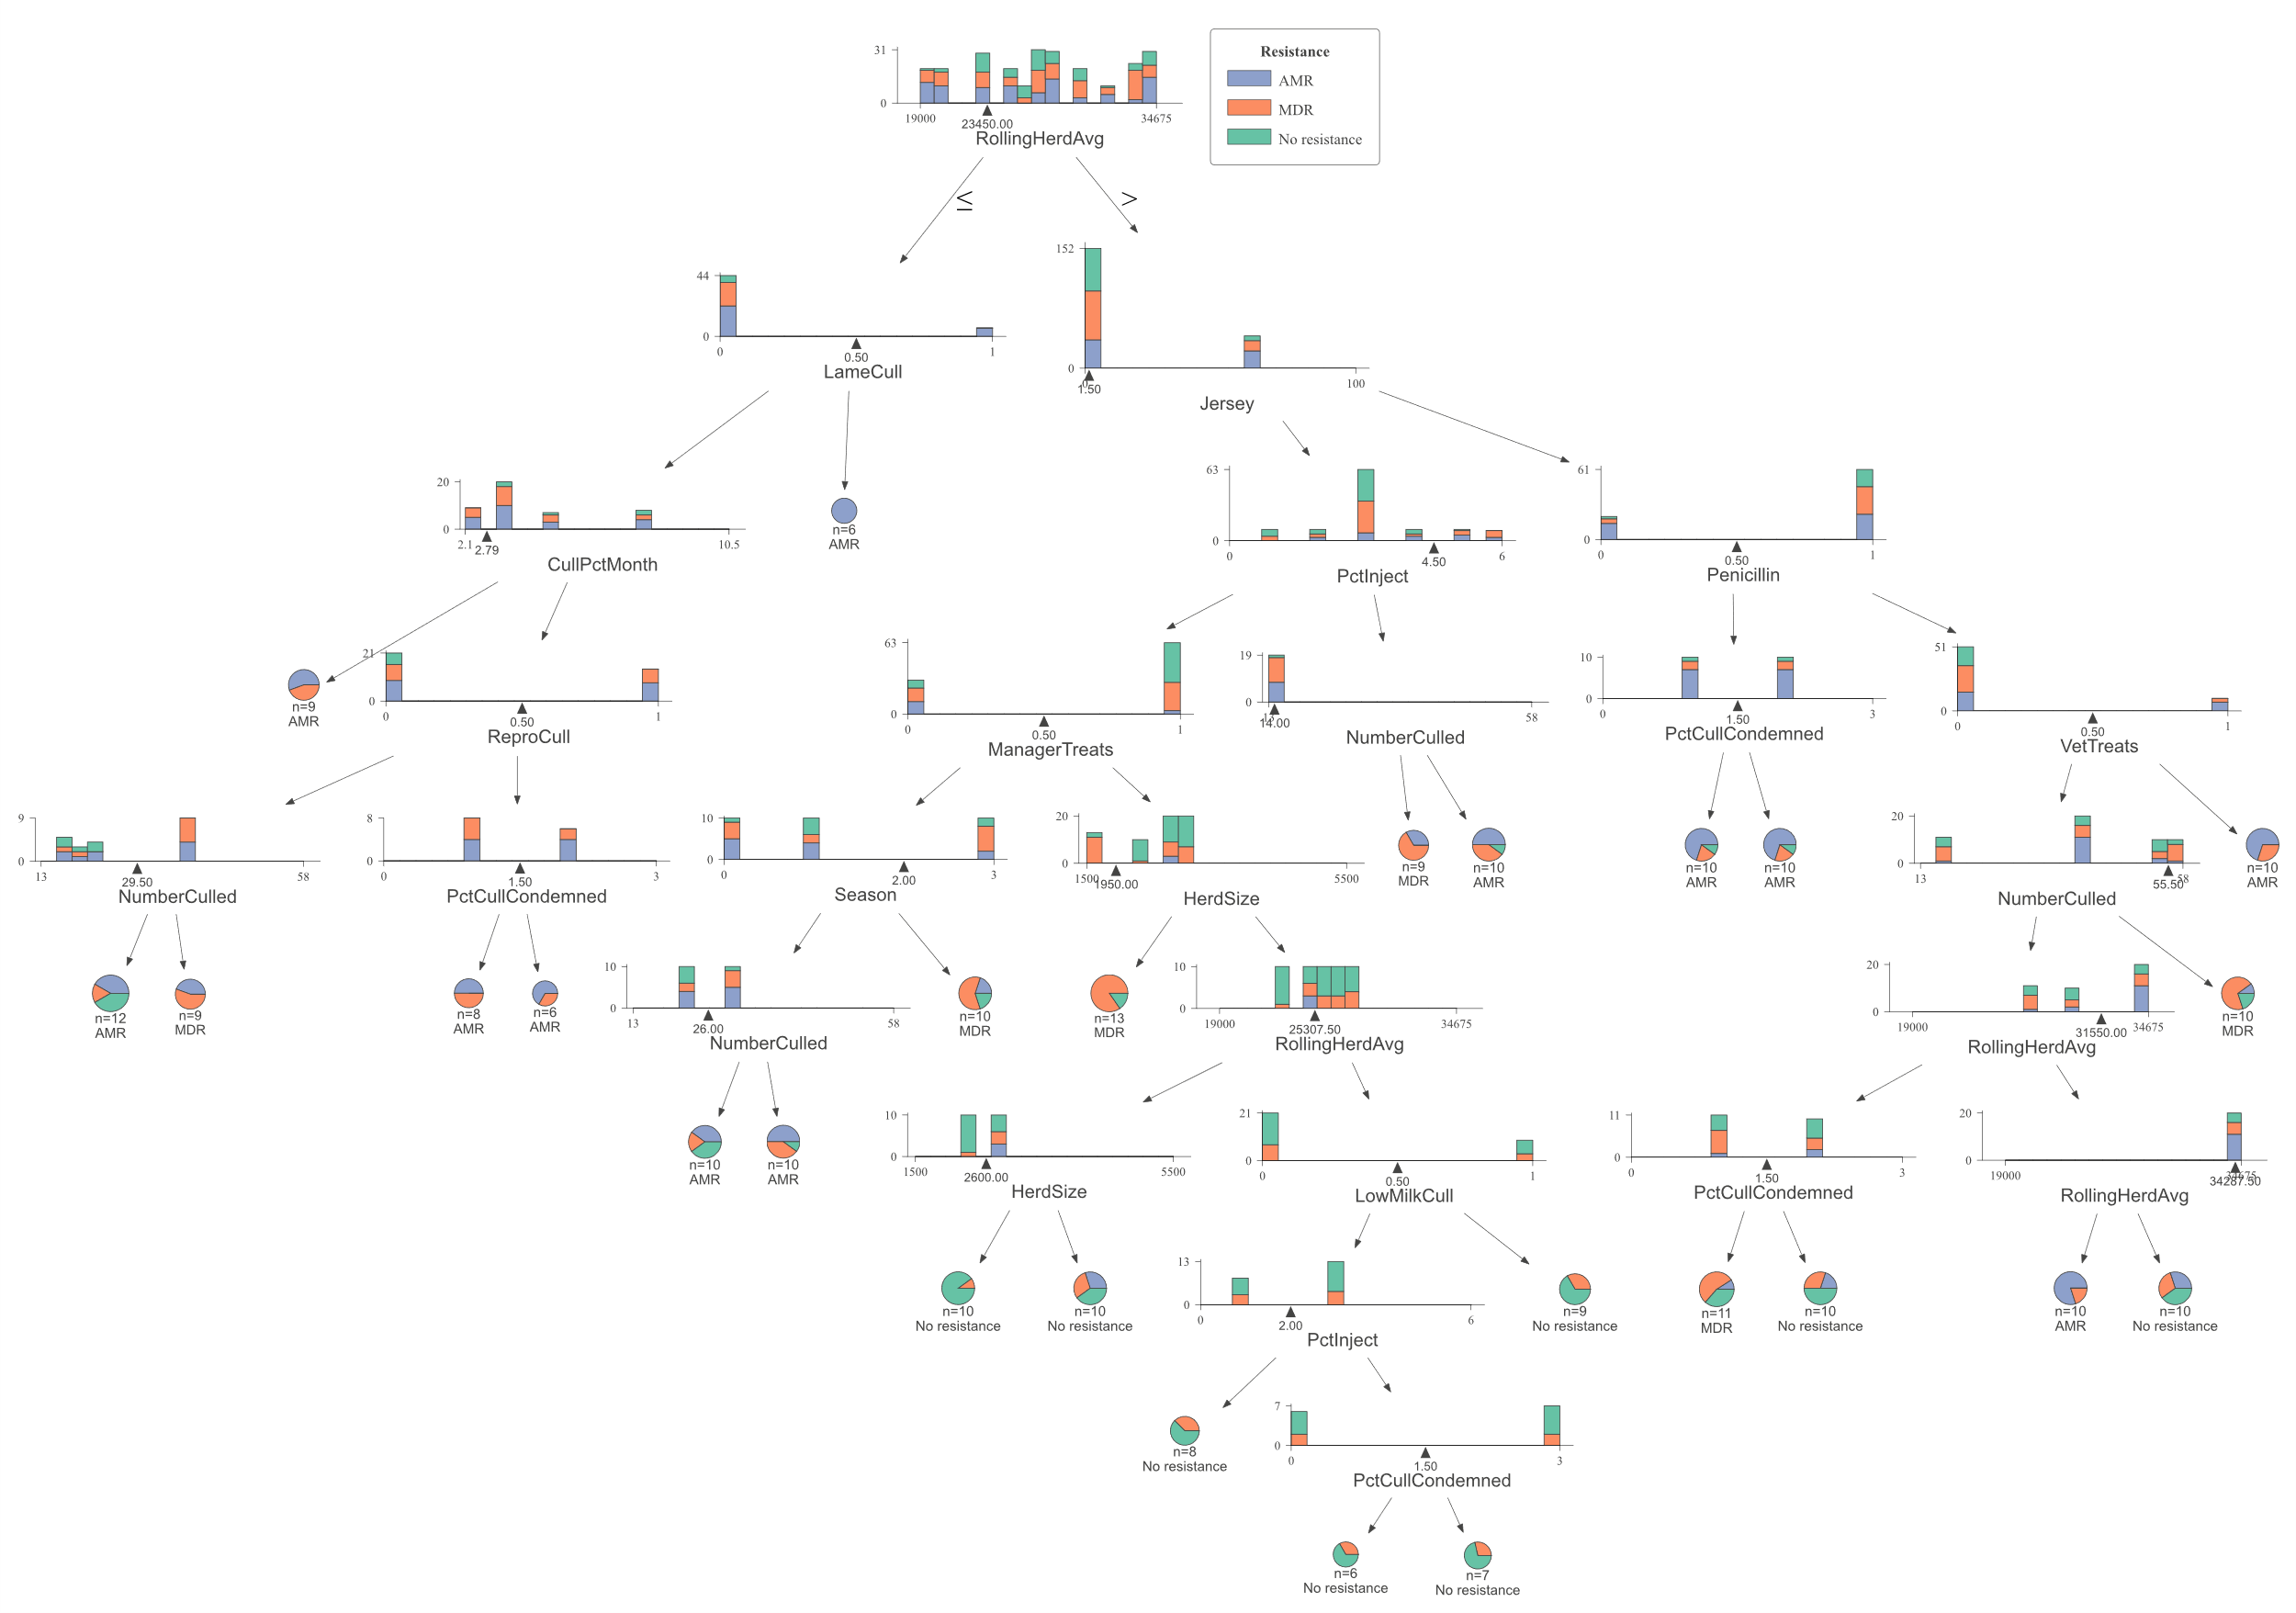 31
0
19000
23450.00
34675
RollingHerdAvg
Resistance
AMR
MDR
No resistance
≤
>
44
0
0
0.50
1
LameCull
152
0
1.50
100
Jersey
20
0
2.1
2.79
10.5
CullPctMonth
n=6
AMR
63
0
0
4.50
6
PctInject
61
0
0
0.50
1
Penicillin
n=9
AMR
21
0
0
0.50
1
ReproCull
63
0
0
0.50
1
ManagerTreats
19
0
14.00
58
NumberCulled
10
0
0
1.50
3
PctCullCondemned
51
0
0
0.50
1
VetTreats
9
0
13
29.50
58
NumberCulled
8
0
0
1.50
3
PctCullCondemned
10
0
0
2.00
3
Season
20
0
1500
1950.00
5500
HerdSize
n=9
MDR
n=10
AMR
n=10
AMR
n=10
AMR
20
0
13
55.50
58
NumberCulled
n=10
AMR
n=12
AMR
n=9
MDR
n=8
AMR
n=6
AMR
10
0
13
26.00
58
NumberCulled
n=10
MDR
n=13
MDR
10
0
19000
25307.50
34675
RollingHerdAvg
20
0
19000
31550.00
34675
RollingHerdAvg
n=10
MDR
n=10
AMR
n=10
AMR
10
0
1500
2600.00
5500
HerdSize
21
0
0
0.50
1
LowMilkCull
11
0
0
1.50
3
PctCullCondemned
20
0
19000
34675
34287.50
RollingHerdAvg
n=10
No resistance
n=10
No resistance
13
0
0
2.00
6
PctInject
n=9
No resistance
n=11
MDR
n=10
No resistance
n=10
AMR
n=10
No resistance
n=8
No resistance
7
0
0
1.50
3
PctCullCondemned
n=6
No resistance
n=7
No resistance